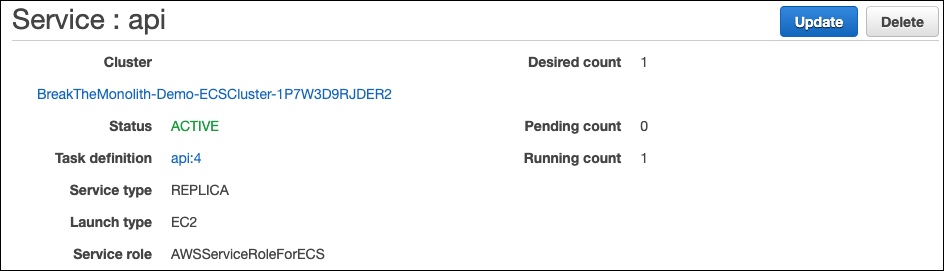 Service : api
Update
Delete
Cluster
BreakTheMonolith-Demo-ECSCluster-1P7W3D9RJDER2
Status ACTIVE
Task definition api:4
Service type REPLICA
Launch type EC2
Service role AWSServiceRoleForECS
Desired count 1
Pending count 0
Running count 1